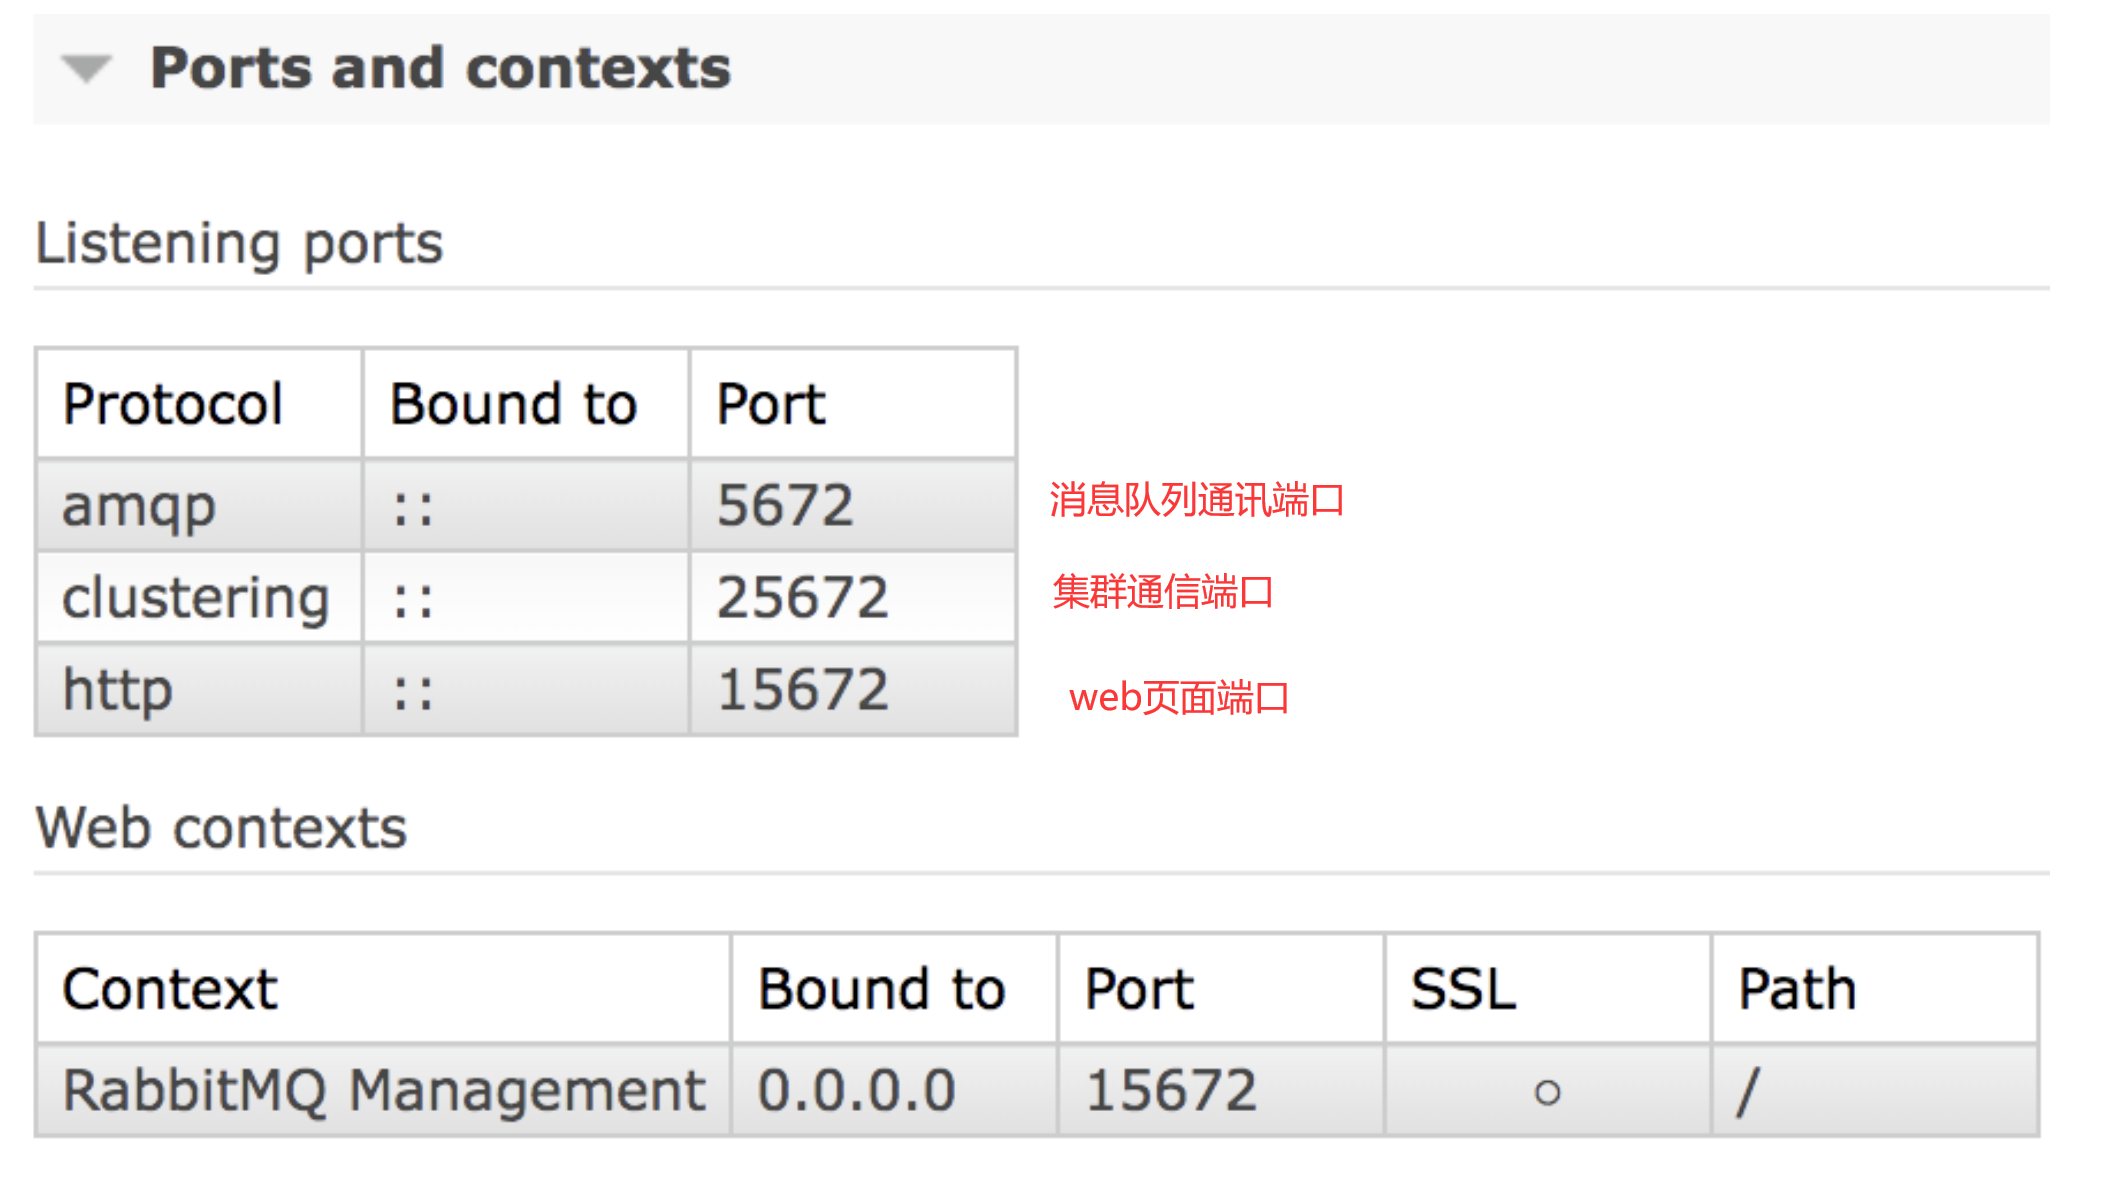 Ports and contexts
Listening ports
Protocol Bound to Port
amqp :: 5672 消息队列通讯端口
clustering :: 25672 集群通信端口
http :: 15672 web页面端口
Web contexts
Context Bound to Port SSL Path
RabbitMQ Management 0.0.0.0 15672 ○ /